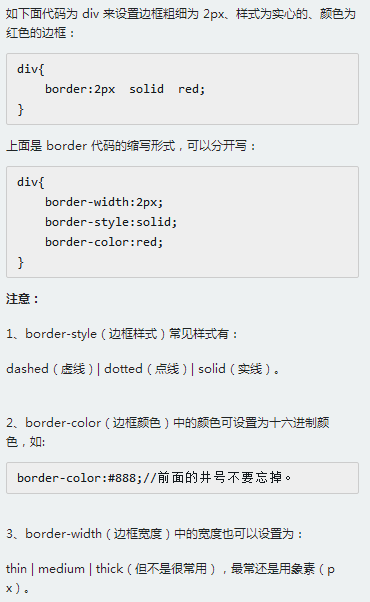 如下面代码为 div 来设置边框粗细为 2px、样式为实心的、颜色为
红色的边框：
div{
    border:2px  solid  red;
}
上面是 border 代码的缩写形式，可以分开写：
div{
    border-width:2px;
    border-style:solid;
    border-color:red;
}
注意：
1、border-style（边框样式）常见样式有：
dashed（虚线）| dotted（点线）| solid（实线）。
2、border-color（边框颜色）中的颜色可设置为十六进制颜
色，如:
border-color:#888;//前面的井号不要忘掉。
3、border-width（边框宽度）中的宽度也可以设置为：
thin | medium | thick（但不是很常用），最常还是用象素（p
x）。